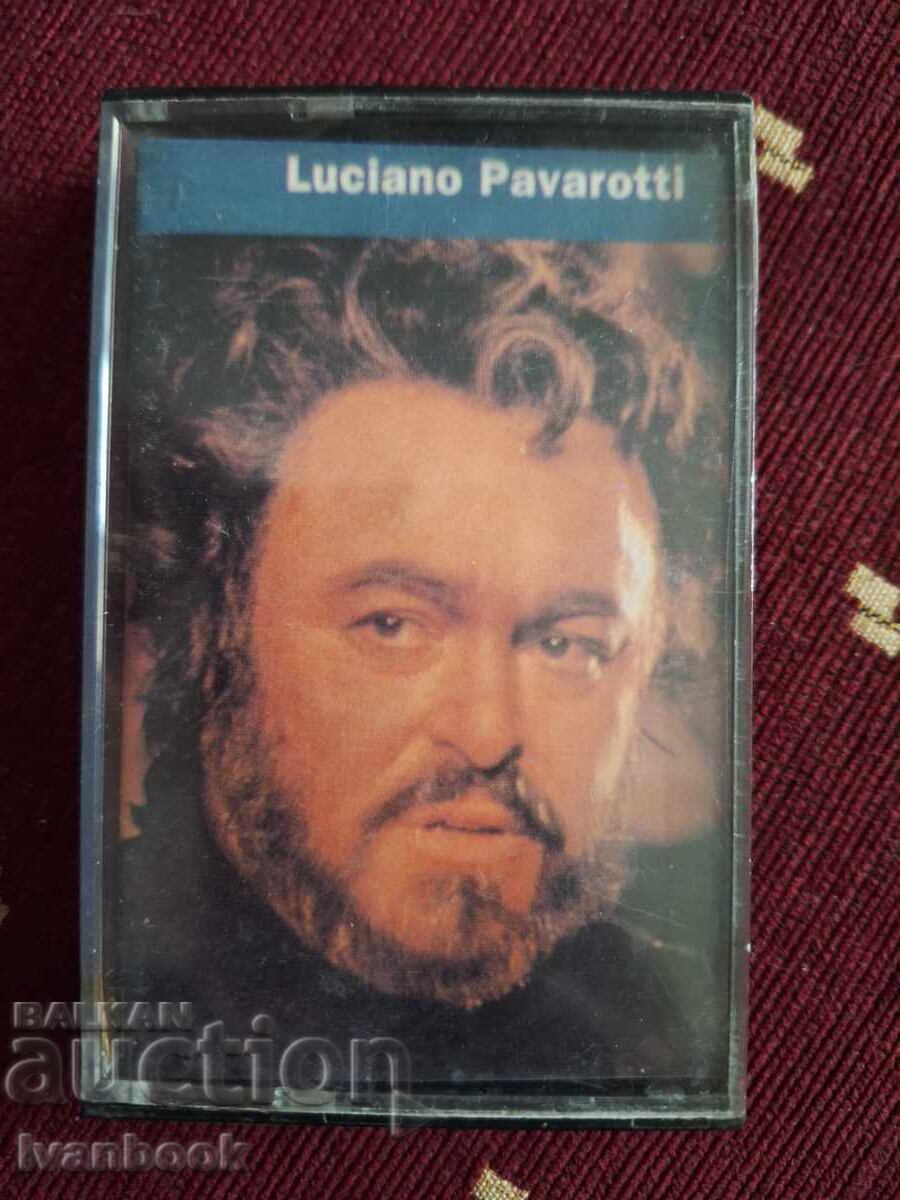 Luciano Pavarotti
BALKAN
auction
Ivanbook